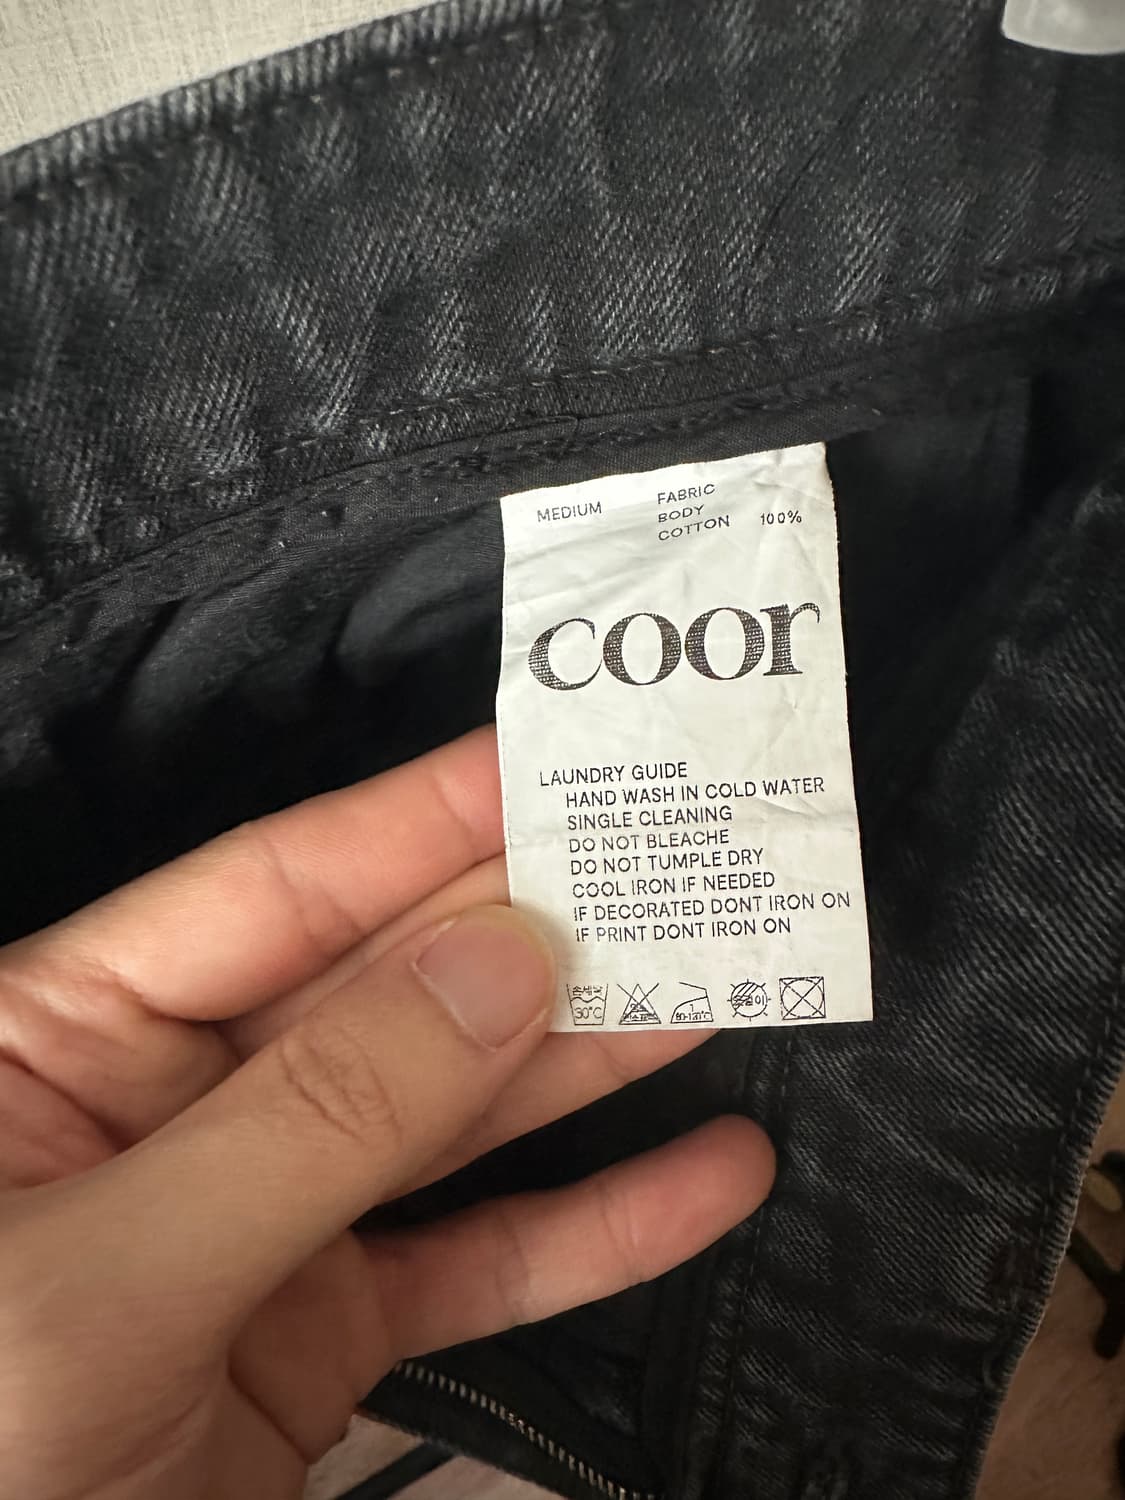 MEDIUM
FABRIC
BODY
COTTON 100%
coor
LAUNDRY GUIDE
HAND WASH IN COLD WATER
SINGLE CLEANING
DO NOT BLEACHE
DO NOT TUMPLE DRY
COOL IRON IF NEEDED
IF DECORATED DONT IRON ON
IF PRINT DONT IRON ON
30°C